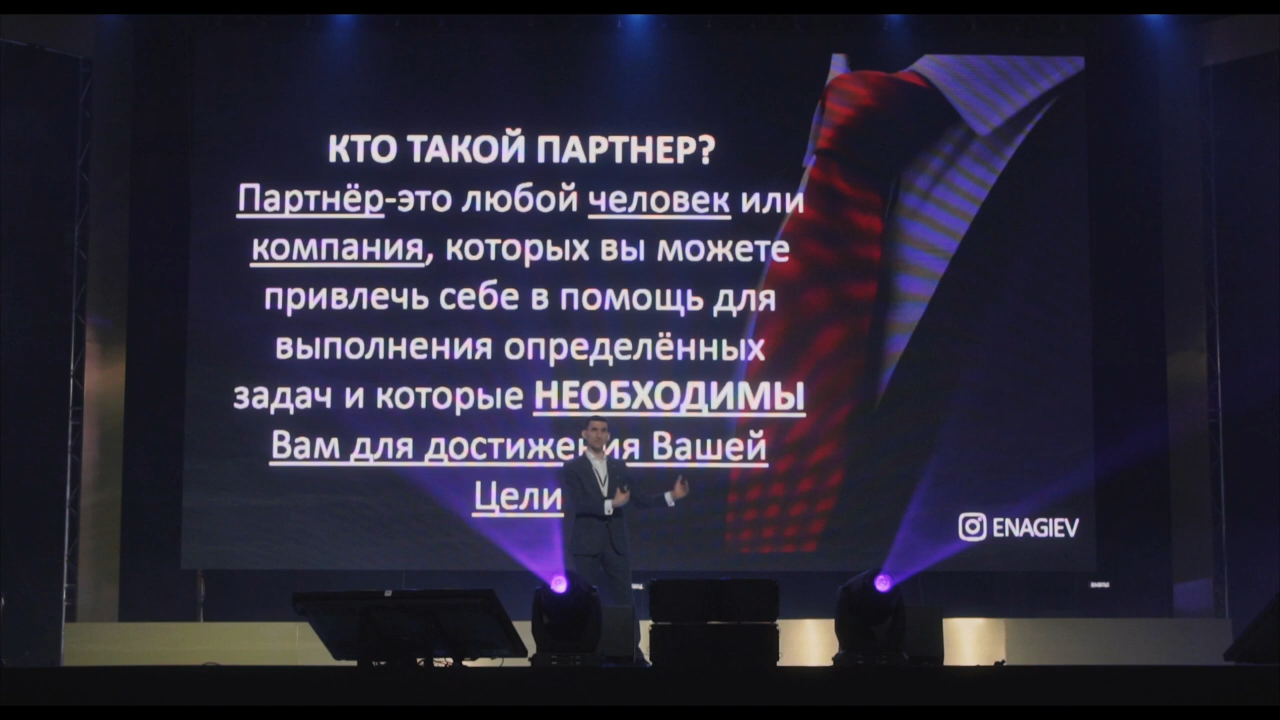 КТО ТАКОЙ ПАРТНЕР?
Партнёр-это любой человек или
компания, которых вы можете
привлечь себе в помощь для
выполнения определённых
задач и которые НЕОБХОДИМЫ
Вам для достижения Вашей
Цели
ENAGIEV